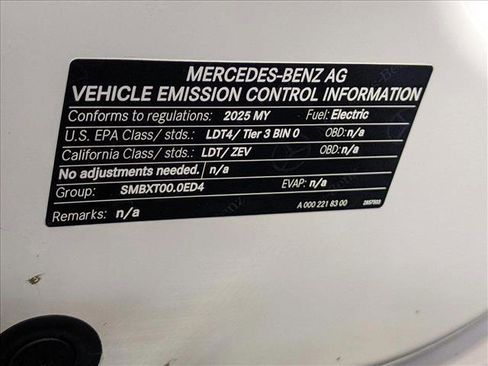 MERCEDES-BENZ AG
VEHICLE EMISSION CONTROL INFORMATION
Conforms to regulations: 2025 MY Fuel: Electric
U.S. EPA Class/ stds.: LDT4/ Tier 3 BIN 0 OBD: n/a
California Class/ stds.: LDT/ ZEV OBD: n/a
No adjustments needed. n/a
Group: SMBXT00.0ED4 EVAP: n/a
Remarks: n/a A 000 221 83 00